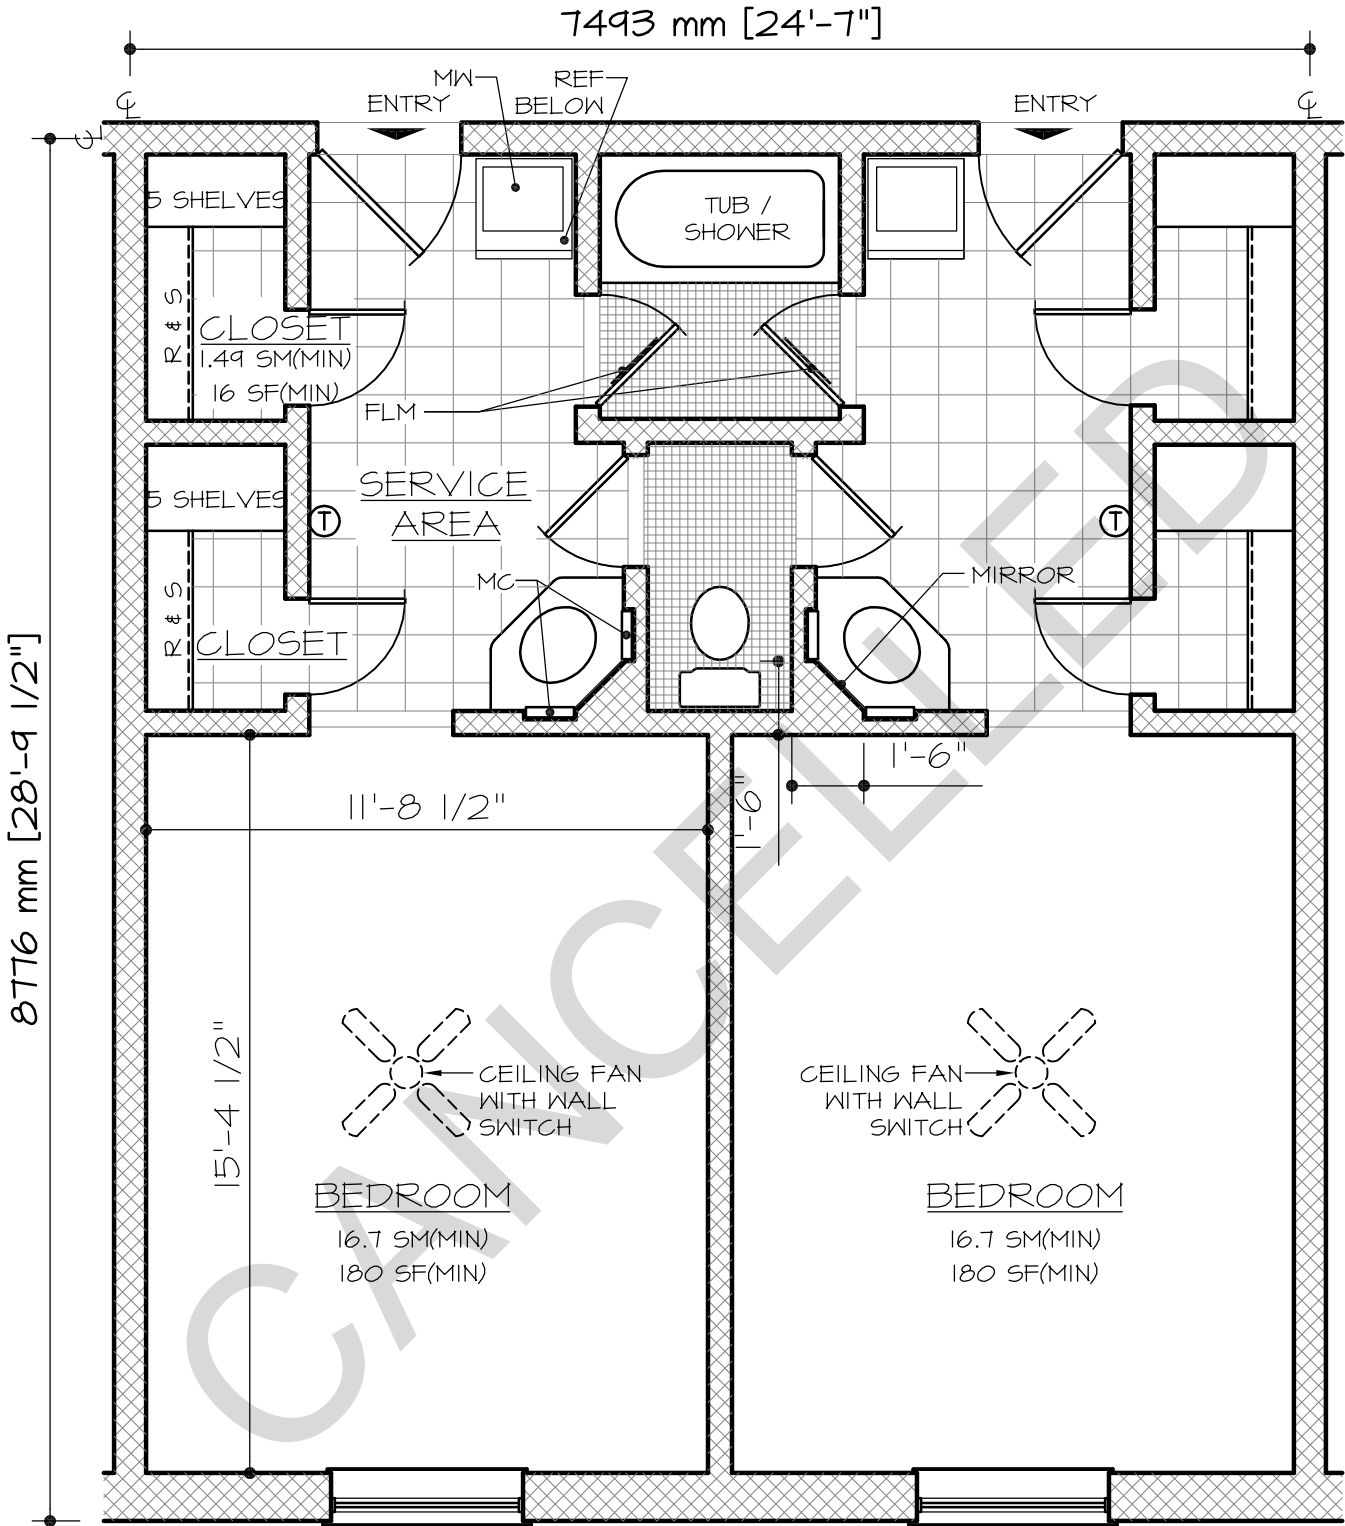 7493 mm [24'-7"]
MW
REF
BELOW
ENTRY
ENTRY
℄
℄
℄
5 SHELVES
TUB /
SHOWER
R & S
CLOSET
1.49 SM(MIN)
16 SF(MIN)
FLM
SERVICE
AREA
5 SHELVES
T
T
MC
MIRROR
R & S
CLOSET
8776 mm [28'-9 1/2"]
1'-6"
1'-6"
11'-8 1/2"
15'-4 1/2"
CEILING FAN
WITH WALL
SWITCH
CEILING FAN
WITH WALL
SWITCH
BEDROOM
16.7 SM(MIN)
180 SF(MIN)
BEDROOM
16.7 SM(MIN)
180 SF(MIN)
CANCELLED